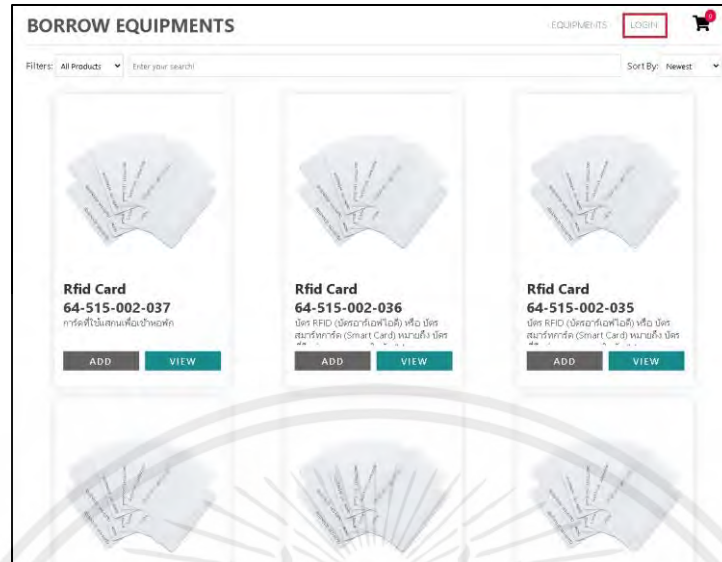 BORROW EQUIPMENTS
EQUIPMENTS
LOGIN
0
Filters:
All Products
Enter your search!
Sort By:
Newest
Rfid Card
64-515-002-037
การ์ดที่ใช้แสกนเพื่อเข้าหอพัก
ADD
VIEW
Rfid Card
64-515-002-036
บัตร RFID (บัตรอาร์เอฟไอดี) หรือ บัตร
สมาร์ทการ์ด (Smart Card) หมายถึง บัตร
ADD
VIEW
Rfid Card
64-515-002-035
บัตร RFID (บัตรอาร์เอฟไอดี) หรือ บัตร
สมาร์ทการ์ด (Smart Card) หมายถึง บัตร
ADD
VIEW